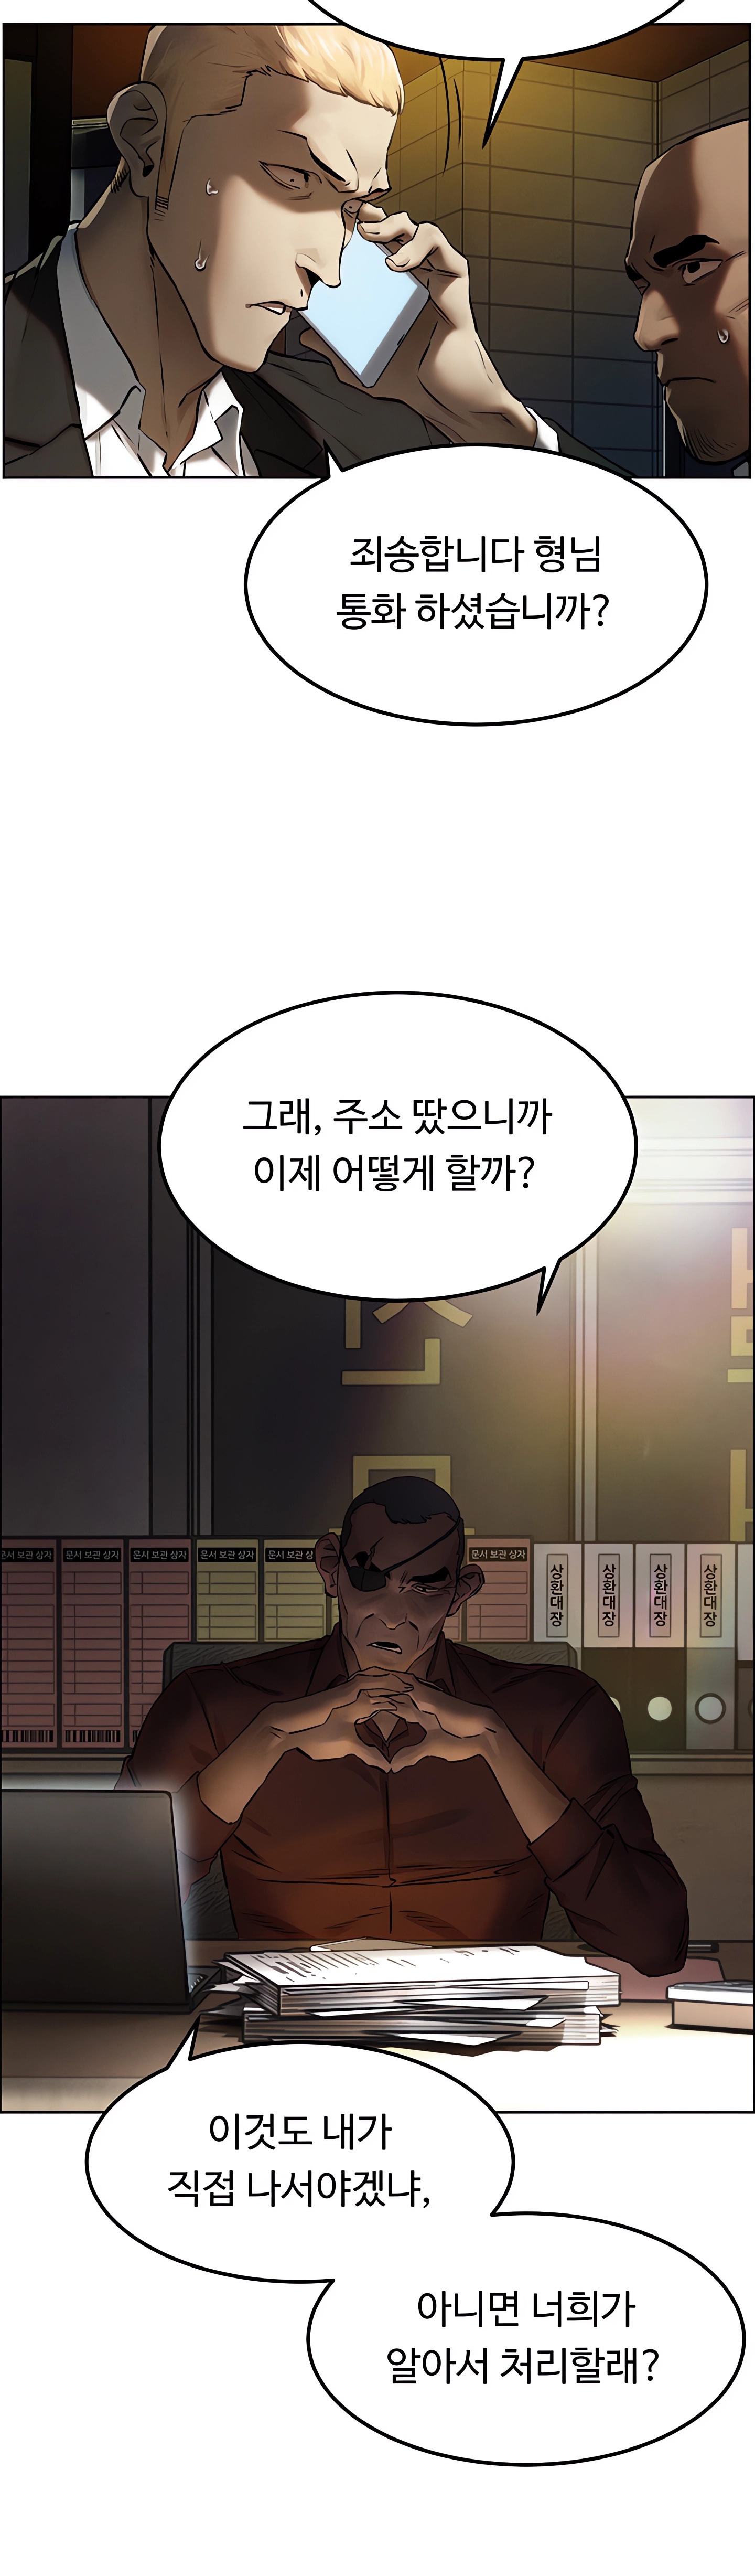 죄송합니다 형님
통화 하셨습니까?
그래, 주소 땄으니까
이제 어떻게 할까?
문서 보관 상자
문서 보관 상자
문서 보관 상자
문서 보관 상자
문서 보관 상
문서 보관 상자
상환대장
상환대장
상환대장
상환대장
이것도 내가
직접 나서야겠냐,
아니면 너희가
알아서 처리할래?